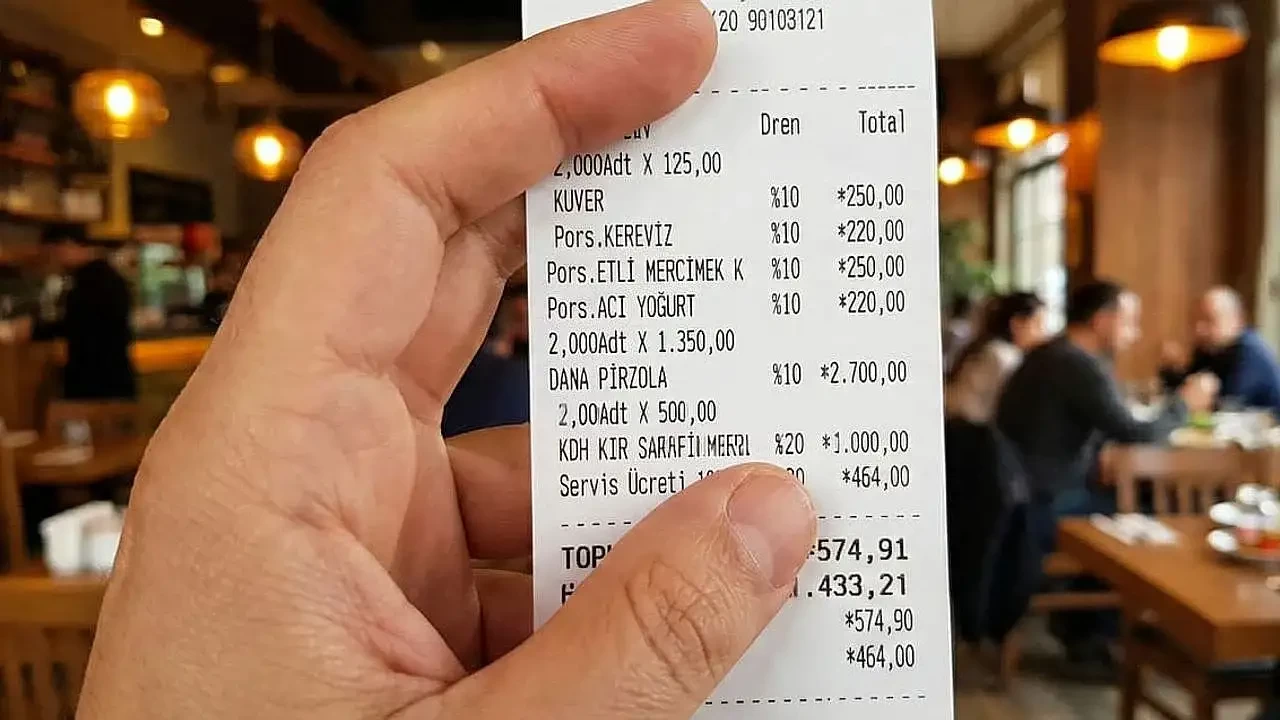 20 90103121
Dren Total
2,000Adt X 125,00
KUVER %10 *250,00
Pors.KEREVİZ %10 *220,00
Pors.ETLİ MERCİMEK K %10 *250,00
Pors.ACI YOĞURT %10 *220,00
2,000Adt X 1.350,00
DANA PİRZOLA %10 *2.700,00
2,00Adt X 500,00
KDH KIR %20 *1.000,00
Servis Ücreti *464,00
574,91
.433,21
*574,90
*464,00